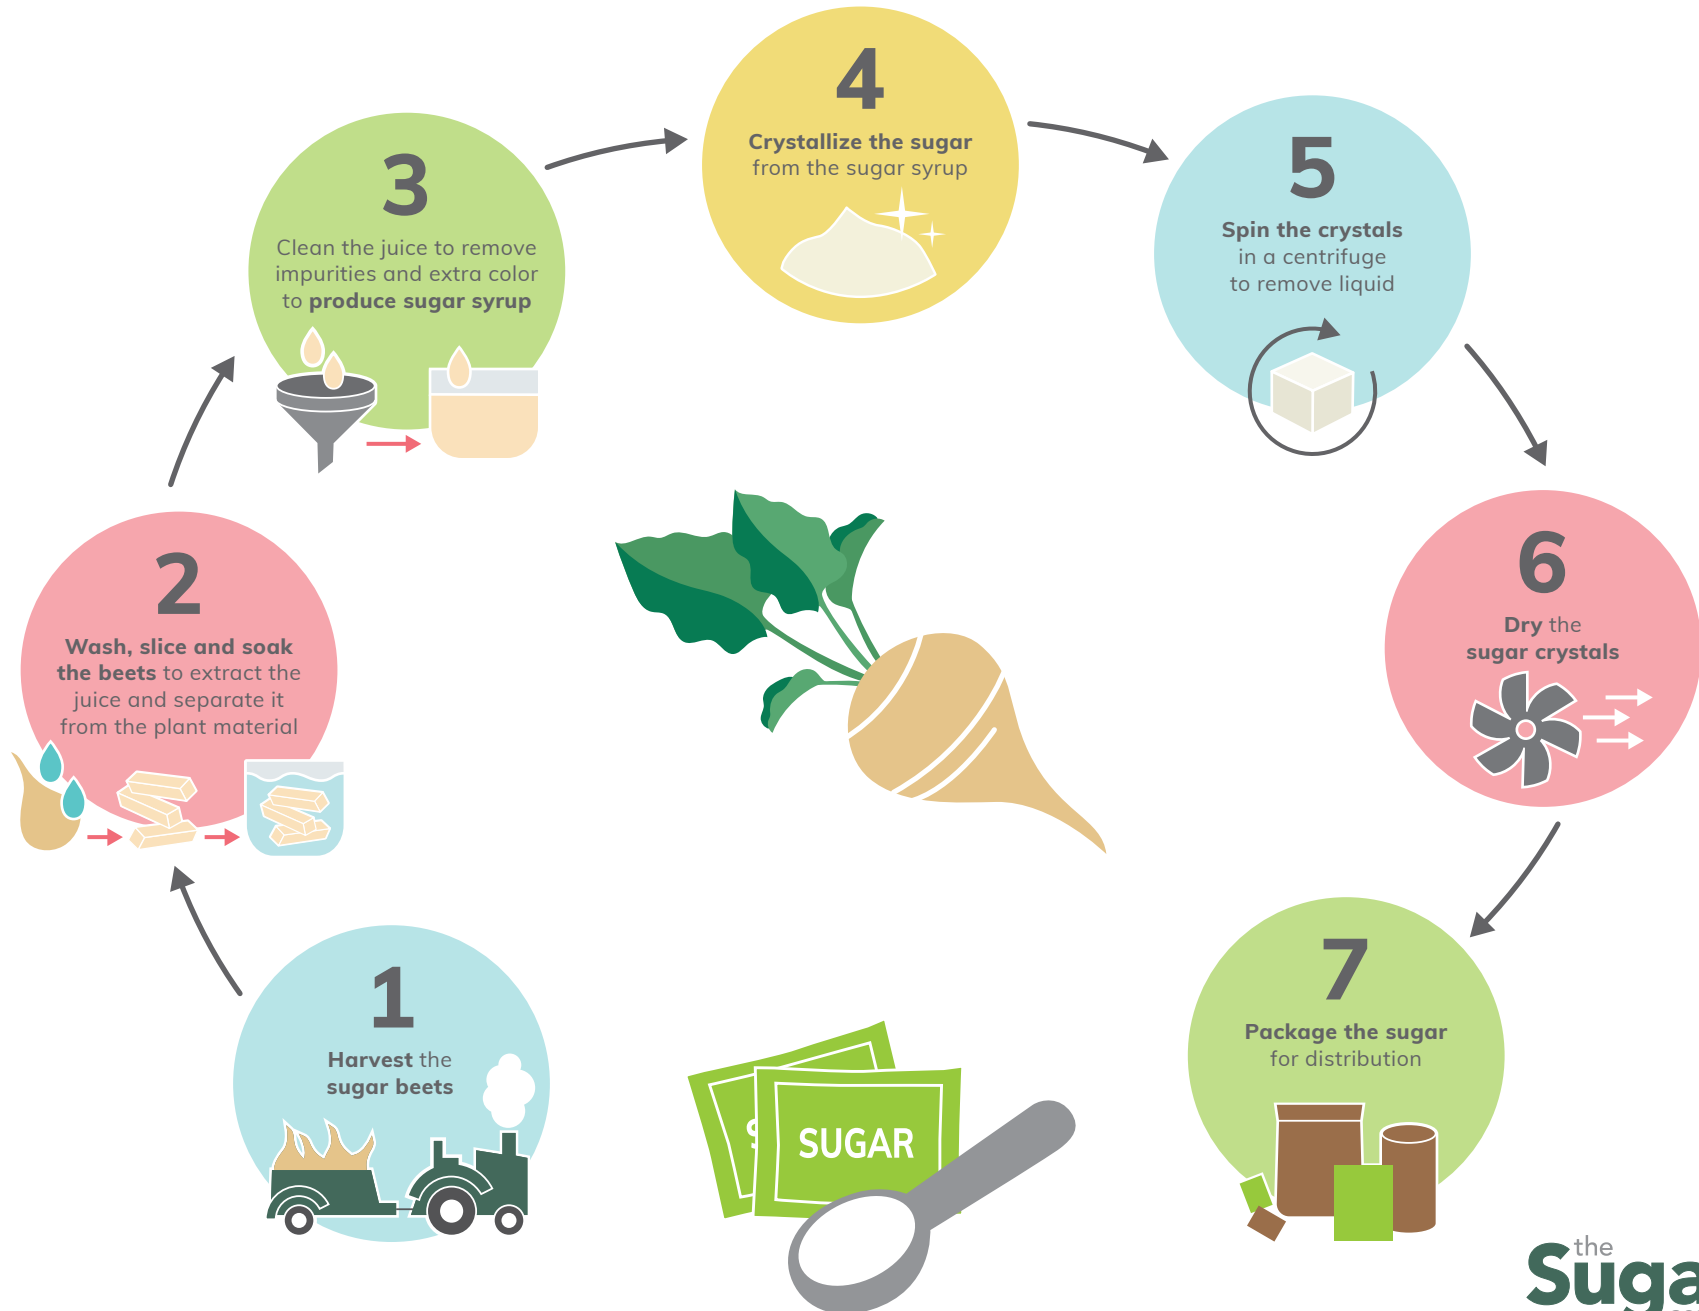 1
Harvest the
sugar beets
2
Wash, slice and soak
the beets to extract the
juice and separate it
from the plant material
3
Clean the juice to remove
impurities and extra color
to produce sugar syrup
4
Crystallize the sugar
from the sugar syrup
5
Spin the crystals
in a centrifuge
to remove liquid
6
Dry the
sugar crystals
7
Package the sugar
for distribution
S
SUGAR
the
Suga